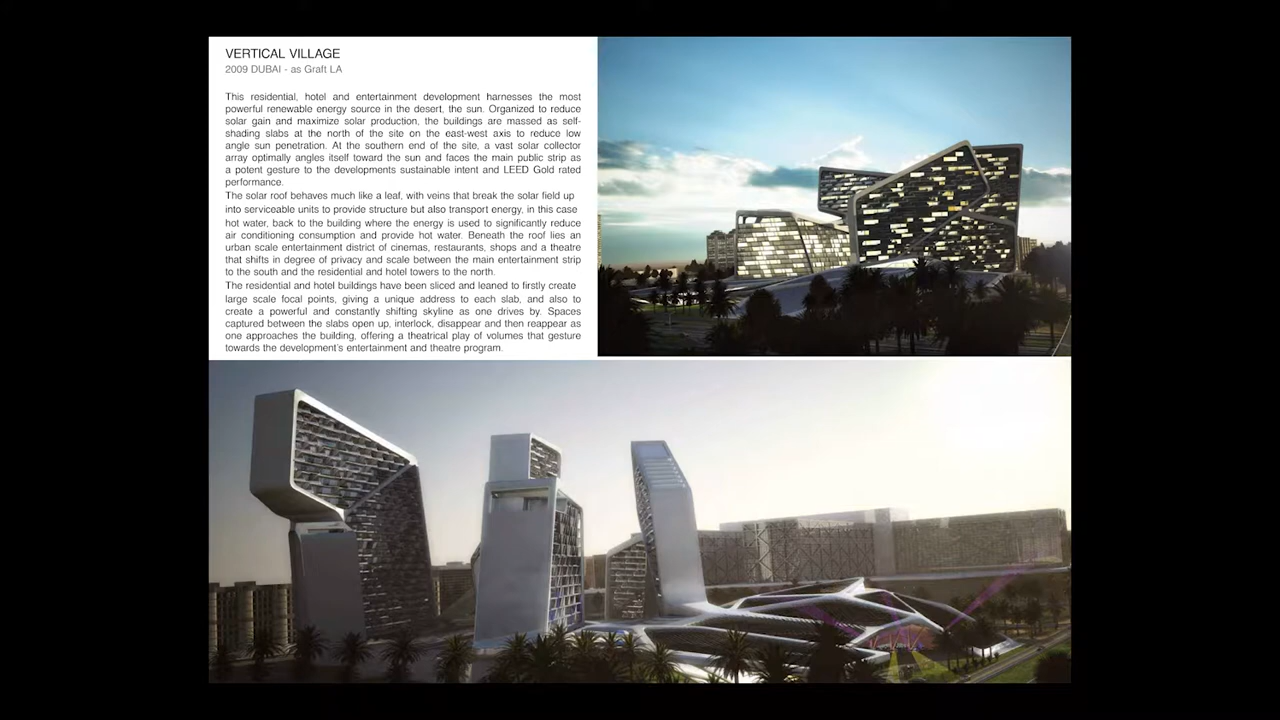 VERTICAL VILLAGE
2009 DUBAI - as Graft LA
This residential, hotel and entertainment development harnesses the most
powerful renewable energy source in the desert, the sun. Organized to reduce
solar gain and maximize solar production, the buildings are massed as self-
shading slabs at the north of the site on the east-west axis to reduce low
angle sun penetration. At the southern end of the site, a vast solar collector
array optimally angles itself toward the sun and faces the main public strip as
a potent gesture to the developments sustainable intent and LEED Gold rated
performance.
The solar roof behaves much like a leaf, with veins that break the solar field up
into serviceable units to provide structure but also transport energy, in this case
hot water, back to the building where the energy is used to significantly reduce
air conditioning consumption and provide hot water. Beneath the roof lies an
urban scale entertainment district of cinemas, restaurants, shops and a theatre
that shifts in degree of privacy and scale between the main entertainment strip
to the south and the residential and hotel towers to the north.
The residential and hotel buildings have been sliced and leaned to firstly create
large scale focal points, giving a unique address to each slab, and also to
create a powerful and constantly shifting skyline as one drives by. Spaces
captured between the slabs open up, interlock, disappear and then reappear as
one approaches the building, offering a theatrical play of volumes that gesture
towards the development's entertainment and theatre program.